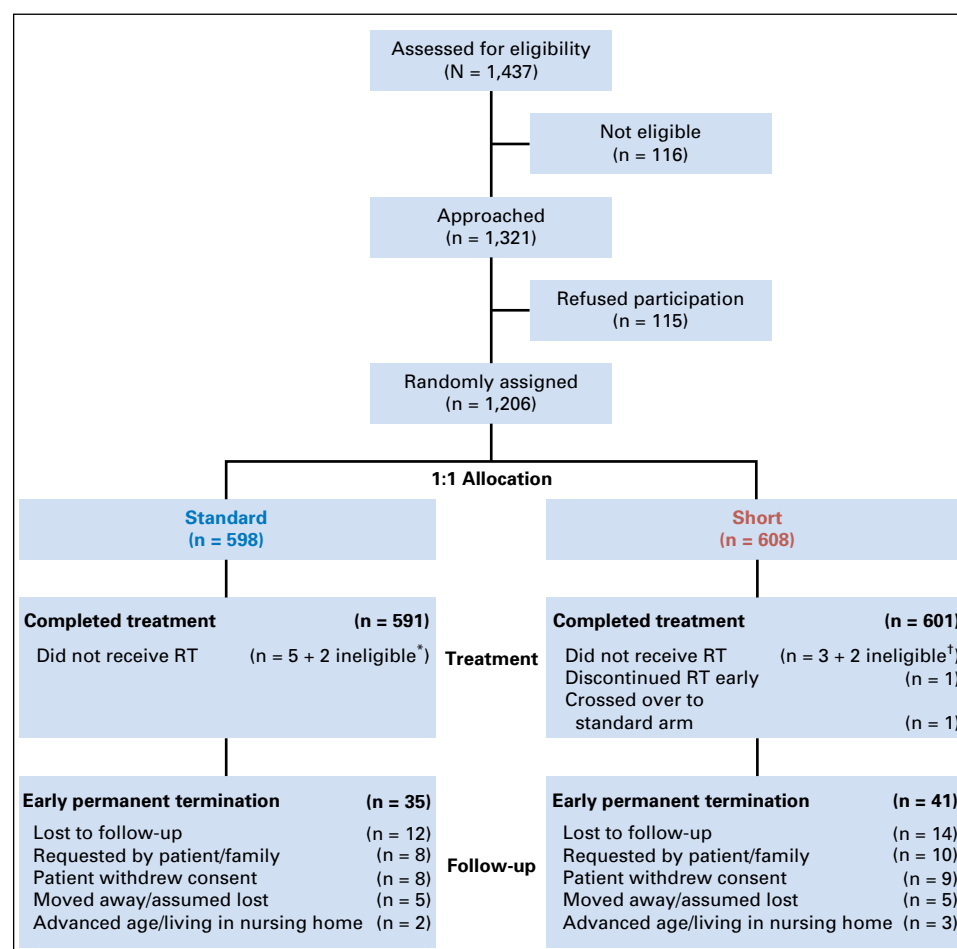 Assessed for eligibility
(N = 1,437)
Not eligible
(n = 116)
Approached
(n = 1,321)
Refused participation
(n = 115)
Randomly assigned
(n = 1,206)
1:1 Allocation
Standard
(n = 598)
Short
(n = 608)
Completed treatment (n = 591)
Did not receive RT (n = 5 + 2 ineligible*)
Treatment
Completed treatment (n = 601)
Did not receive RT (n = 3 + 2 ineligible†)
Discontinued RT early (n = 1)
Crossed over to
standard arm (n = 1)
Early permanent termination (n = 35)
Lost to follow-up (n = 12)
Requested by patient/family (n = 8)
Patient withdrew consent (n = 8)
Moved away/assumed lost (n = 5)
Advanced age/living in nursing home (n = 2)
Follow-up
Early permanent termination (n = 41)
Lost to follow-up (n = 14)
Requested by patient/family (n = 10)
Patient withdrew consent (n = 9)
Moved away/assumed lost (n = 5)
Advanced age/living in nursing home (n = 3)